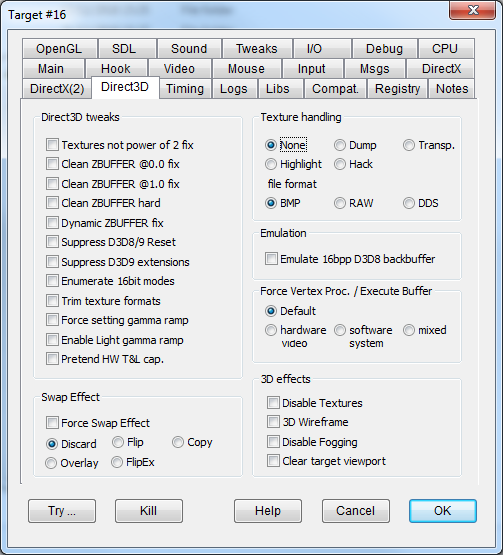 Target #16
OpenGL SDL Sound Tweaks I/O Debug CPU
Main Hook Video Mouse Input Msgs DirectX
DirectX(2) Direct3D Timing Logs Libs Compat. Registry Notes
Direct3D tweaks
Textures not power of 2 fix
Clean ZBUFFER @0.0 fix
Clean ZBUFFER @1.0 fix
Clean ZBUFFER hard
Dynamic ZBUFFER fix
Suppress D3D8/9 Reset
Suppress D3D9 extensions
Enumerate 16bit modes
Trim texture formats
Force setting gamma ramp
Enable Light gamma ramp
Pretend HW T&L cap.
Swap Effect
Force Swap Effect
Discard Flip Copy
Overlay FlipEx
Texture handling
None Dump Transp.
Highlight Hack
file format
BMP RAW DDS
Emulation
Emulate 16bpp D3D8 backbuffer
Force Vertex Proc. / Execute Buffer
Default
hardware video software system mixed
3D effects
Disable Textures
3D Wireframe
Disable Fogging
Clear target viewport
Try ... Kill Help Cancel OK